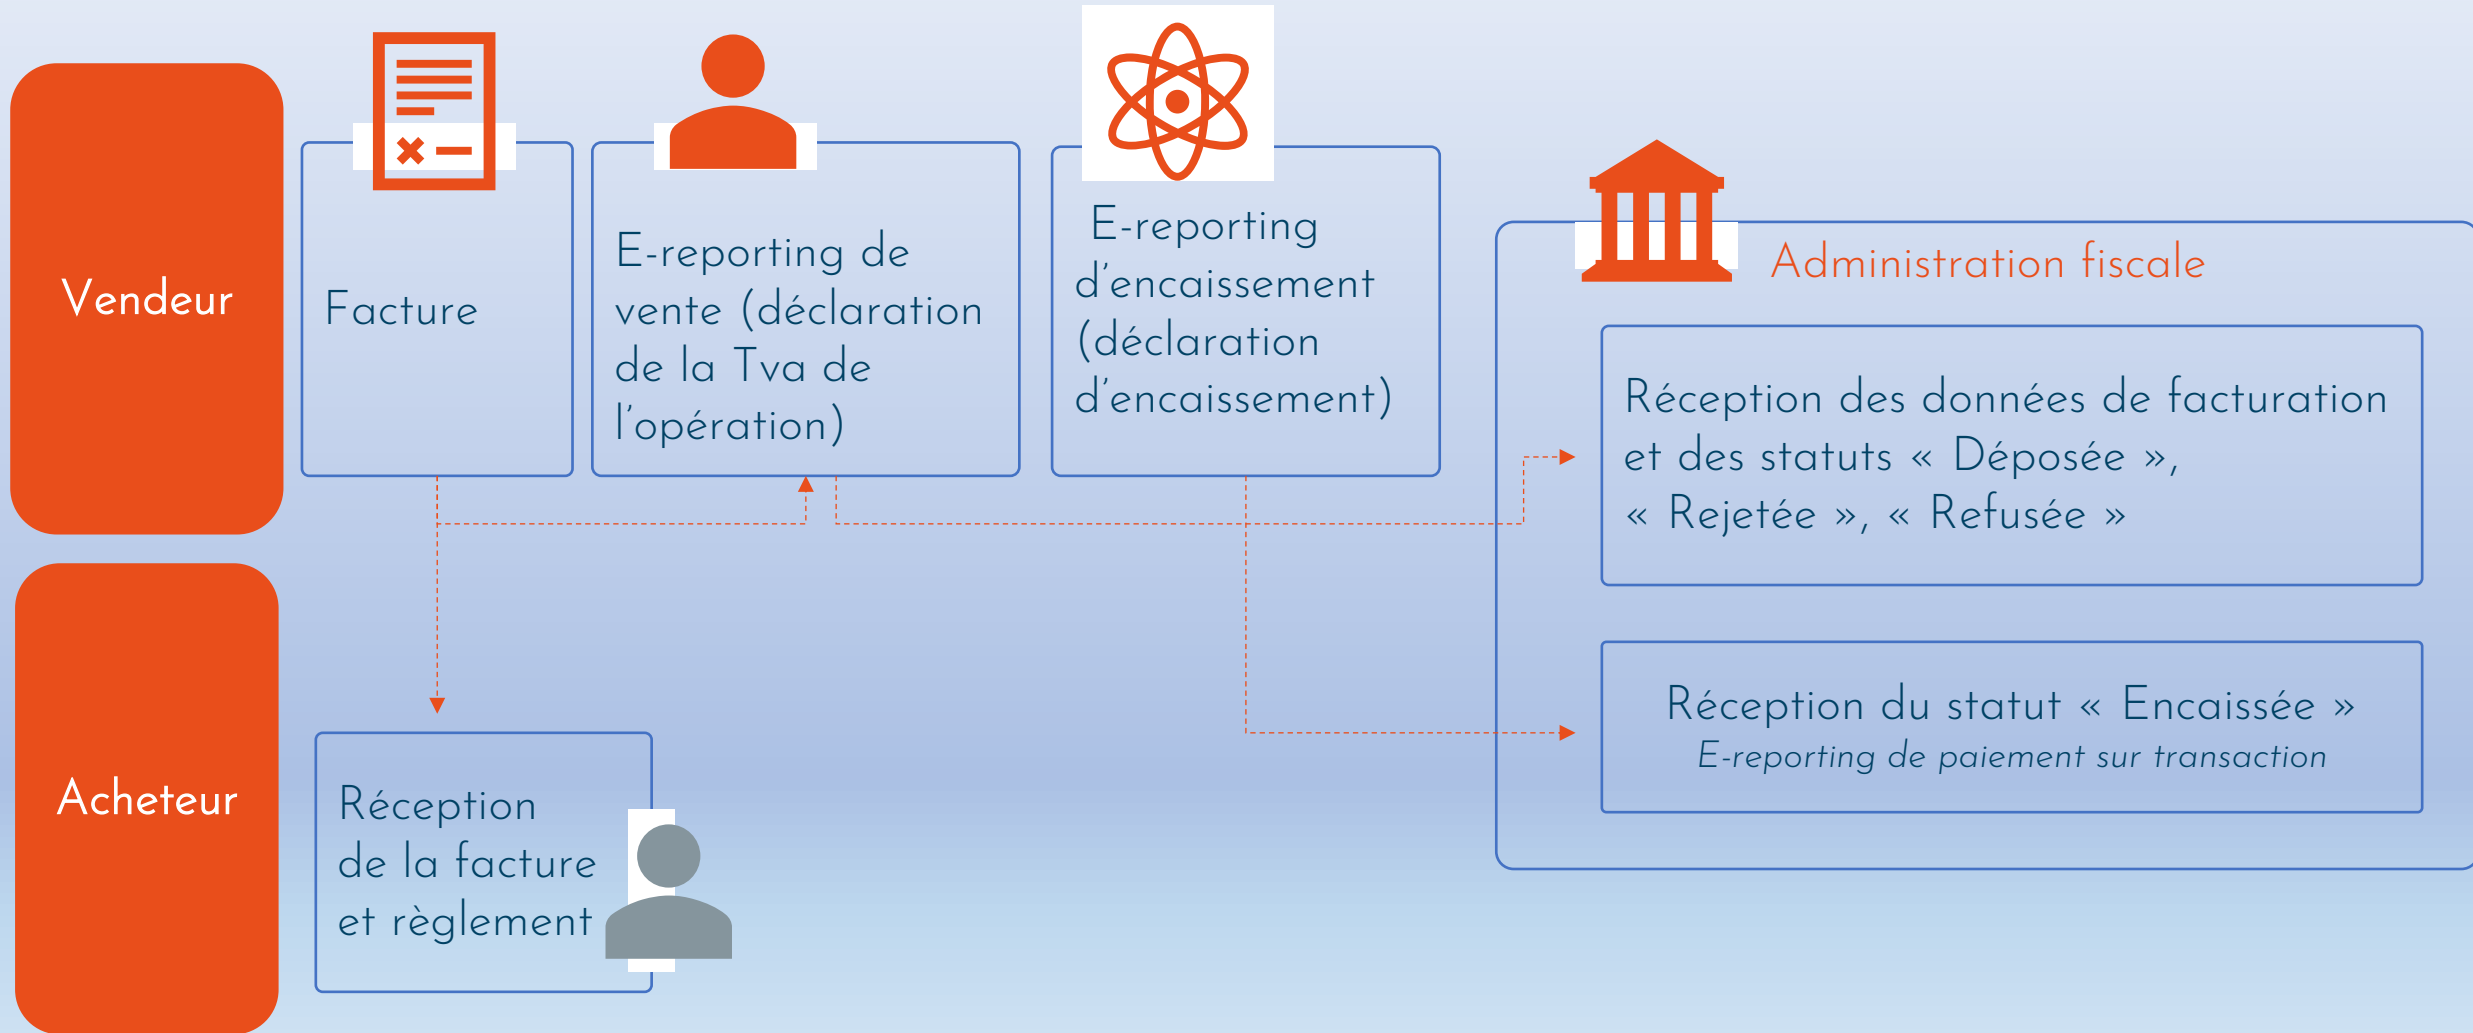 Vendeur
Facture
E-reporting de
vente (déclaration
de la Tva de
l’opération)
E-reporting
d’encaissement
(déclaration
d’encaissement)
Administration fiscale
Réception des données de facturation
et des statuts « Déposée »,
« Rejetée », « Refusée »
Réception du statut « Encaissée »
E-reporting de paiement sur transaction
Acheteur
Réception
de la facture
et règlement